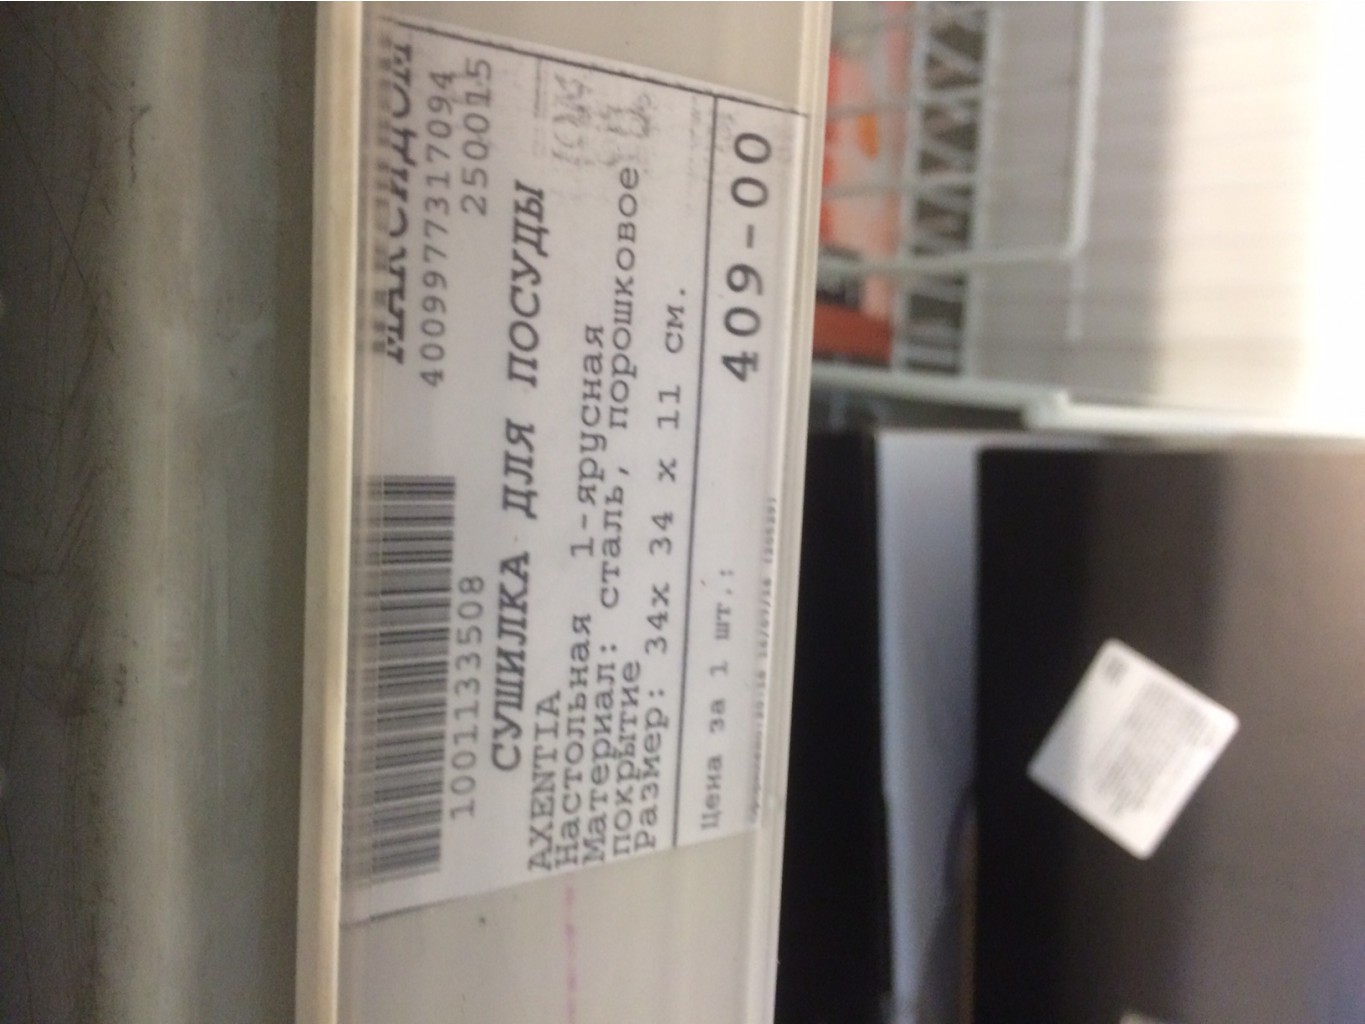 МАКСИДОМ
4009977317094
1001133508 250015
СУШИЛКА ДЛЯ ПОСУДЫ
AXENTIA
Настольная 1-ярусная
Материал: сталь, порошковое
покрытие
Размер: 34х 34 х 11 см.
Цена за 1 шт.: 409-00